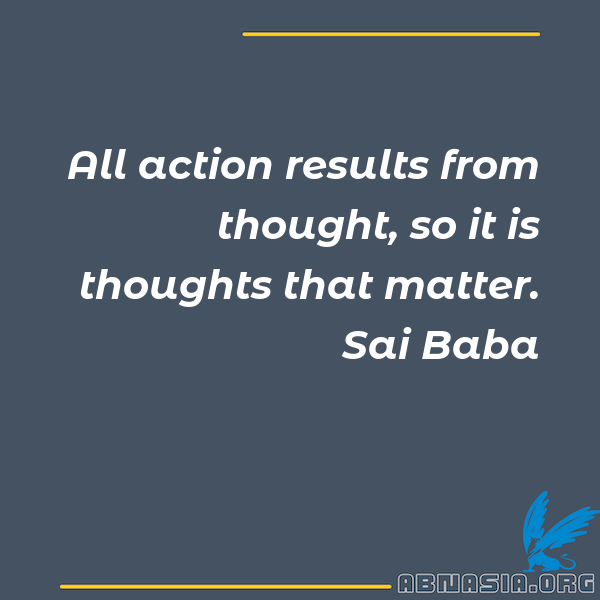 All action results from
thought, so it is
thoughts that matter.
Sai Baba
ABNASIA.ORG